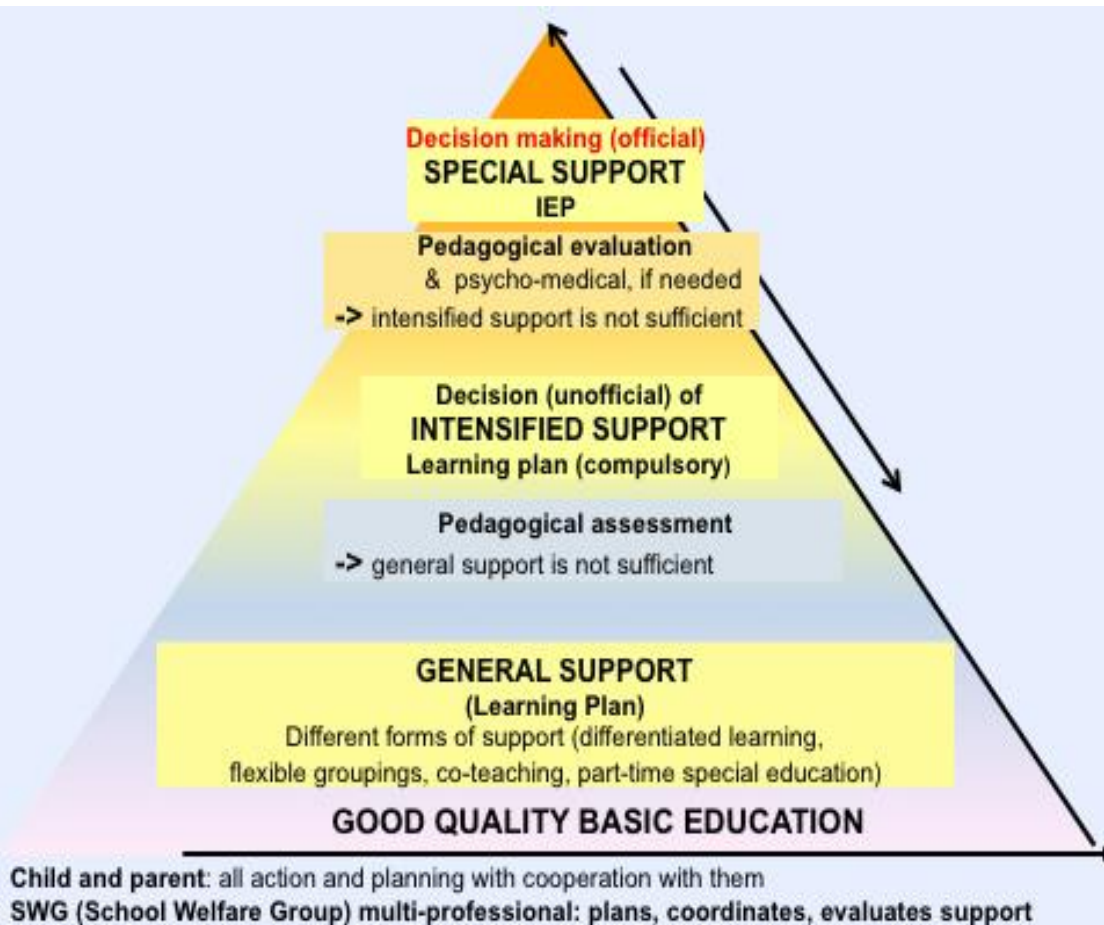 Decision making (official)
SPECIAL SUPPORT
IEP
Pedagogical evaluation
& psycho-medical, if needed
-> intensified support is not sufficient
Decision (unofficial) of
INTENSIFIED SUPPORT
Learning plan (compulsory)
Pedagogical assessment
-> general support is not sufficient
GENERAL SUPPORT
(Learning Plan)
Different forms of support (differentiated learning,
flexible groupings, co-teaching, part-time special education)
GOOD QUALITY BASIC EDUCATION
Child and parent: all action and planning with cooperation with them
SWG (School Welfare Group) multi-professional: plans, coordinates, evaluates support